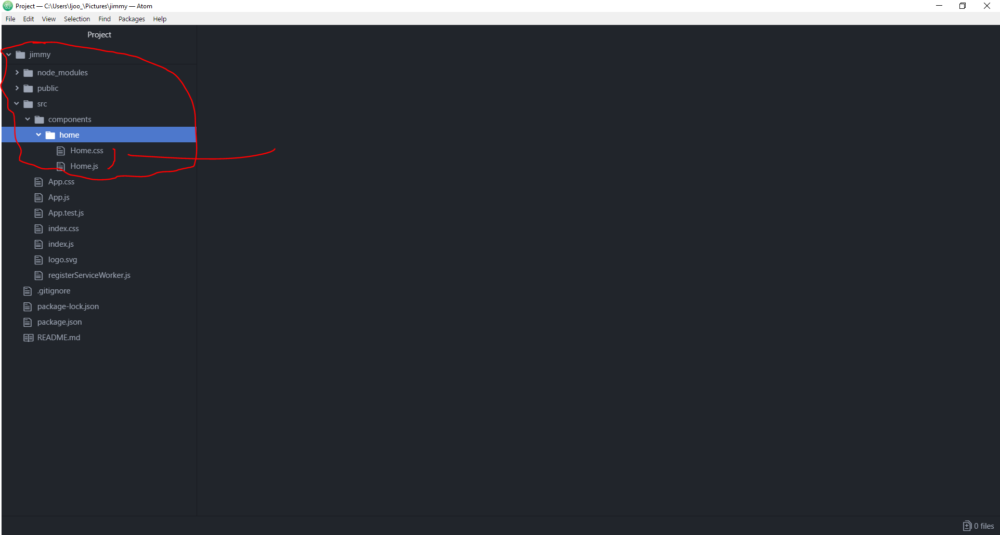 Project — C:\Users\ljoo_\Pictures\jimmy — Atom
File Edit View Selection Find Packages Help
Project
jimmy
node_modules
public
src
components
home
Home.css
Home.js
App.css
App.js
App.test.js
index.css
index.js
logo.svg
registerServiceWorker.js
.gitignore
package-lock.json
package.json
README.md
0 files